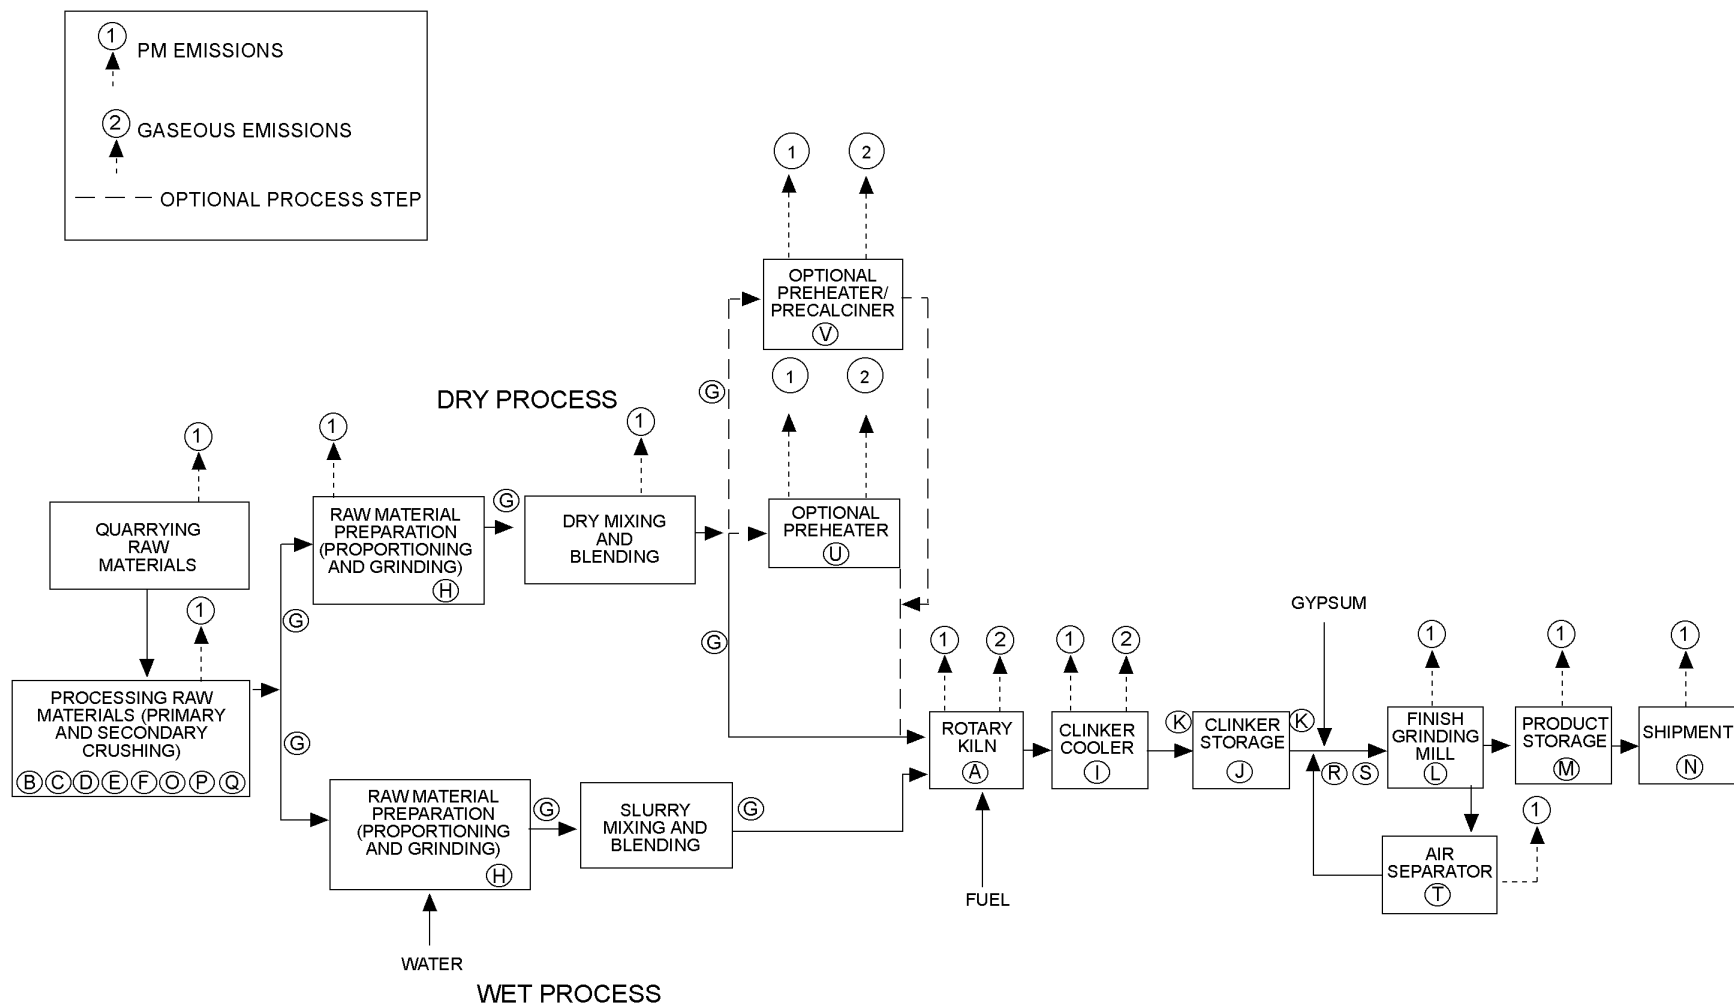 1
PM EMISSIONS
2
GASEOUS EMISSIONS
OPTIONAL PROCESS STEP
1
2
OPTIONAL
PREHEATER/
PRECALCINER
V
1
2
G
DRY PROCESS
1
1
1
QUARRYING
RAW
MATERIALS
RAW MATERIAL
PREPARATION
(PROPORTIONING
AND GRINDING)
H
G
DRY MIXING
AND
BLENDING
OPTIONAL
PREHEATER
U
1
G
G
PROCESSING RAW
MATERIALS (PRIMARY
AND SECONDARY
CRUSHING)
B C D E F O P Q
G
RAW MATERIAL
PREPARATION
(PROPORTIONING
AND GRINDING)
H
G
SLURRY
MIXING AND
BLENDING
G
WATER
WET PROCESS
1
2
ROTARY
KILN
A
FUEL
1
2
CLINKER
COOLER
I
K
CLINKER
STORAGE
J
K
GYPSUM
R S
1
FINISH
GRINDING
MILL
L
1
PRODUCT
STORAGE
M
1
SHIPMENT
N
1
AIR
SEPARATOR
T